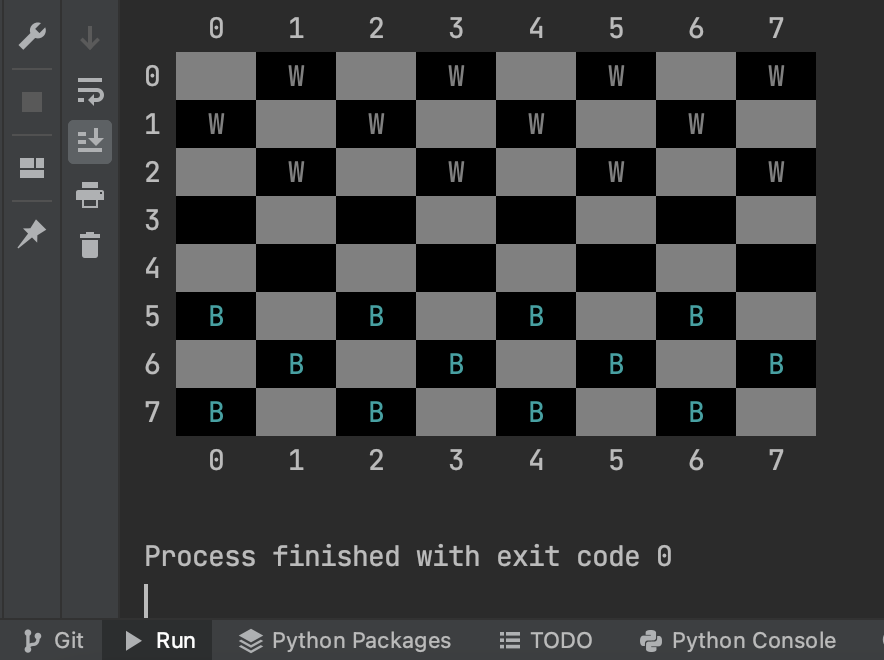 0 1 2 3 4 5 6 7
0 W W W W
1 W W W W
2 W W W W
3
4
5 B B B B
6 B B B B
7 B B B B
0 1 2 3 4 5 6 7
Process finished with exit code 0
Git Run Python Packages TODO Python Console